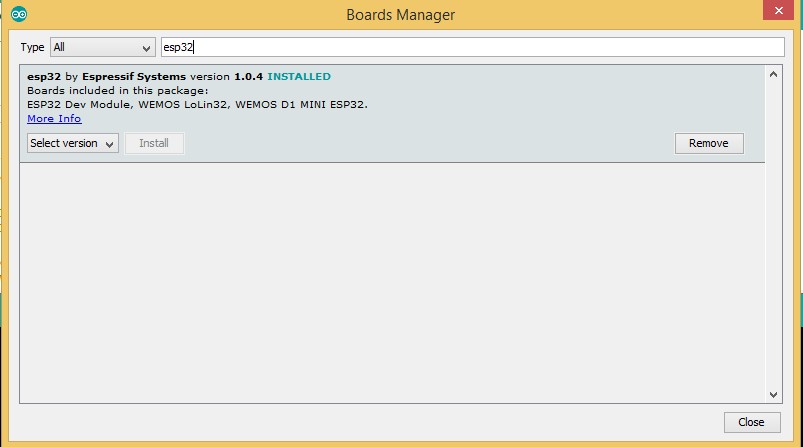 Boards Manager
Type All esp32
esp32 by Espressif Systems version 1.0.4 INSTALLED
Boards included in this package:
ESP32 Dev Module, WEMOS LoLin32, WEMOS D1 MINI ESP32.
More Info
Select version Install Remove
Close